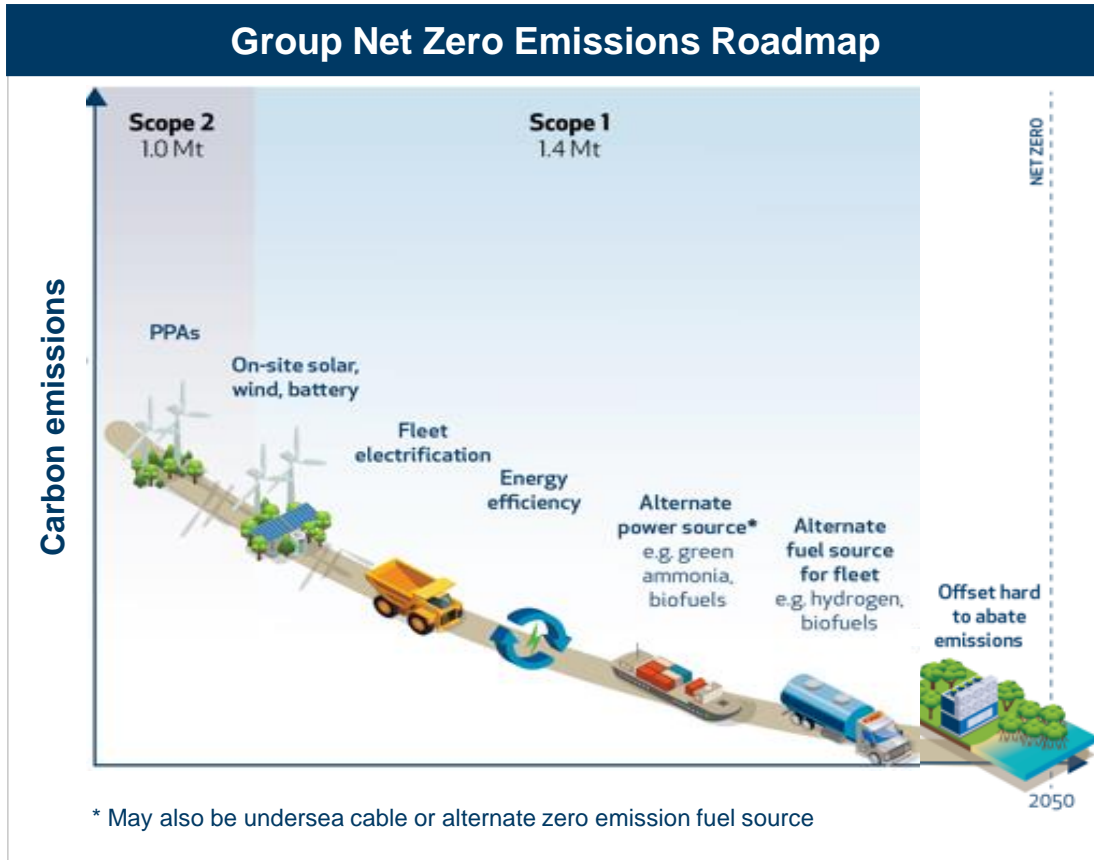 Group Net Zero Emissions Roadmap
Scope 2
1.0 Mt
Scope 1
1.4 Mt
NET ZERO
Carbon emissions
PPAs
On-site solar,
wind, battery
Fleet
electrification
Energy
efficiency
Alternate
power source*
e.g. green
ammonia,
biofuels
Alternate
fuel source
for fleet
e.g. hydrogen,
biofuels
Offset hard
to abate
emissions
2050
* May also be undersea cable or alternate zero emission fuel source